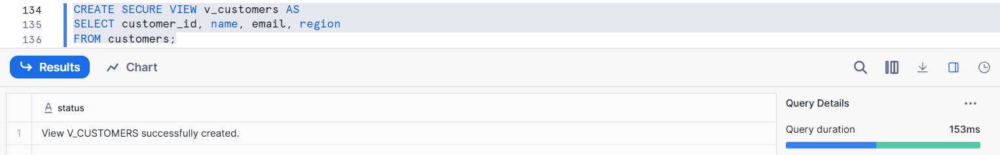 134 CREATE SECURE VIEW v_customers AS
135 SELECT customer_id, name, email, region
136 FROM customers;
Results Chart
A status
Query Details ...
1 View V_CUSTOMERS successfully created.
Query duration 153ms